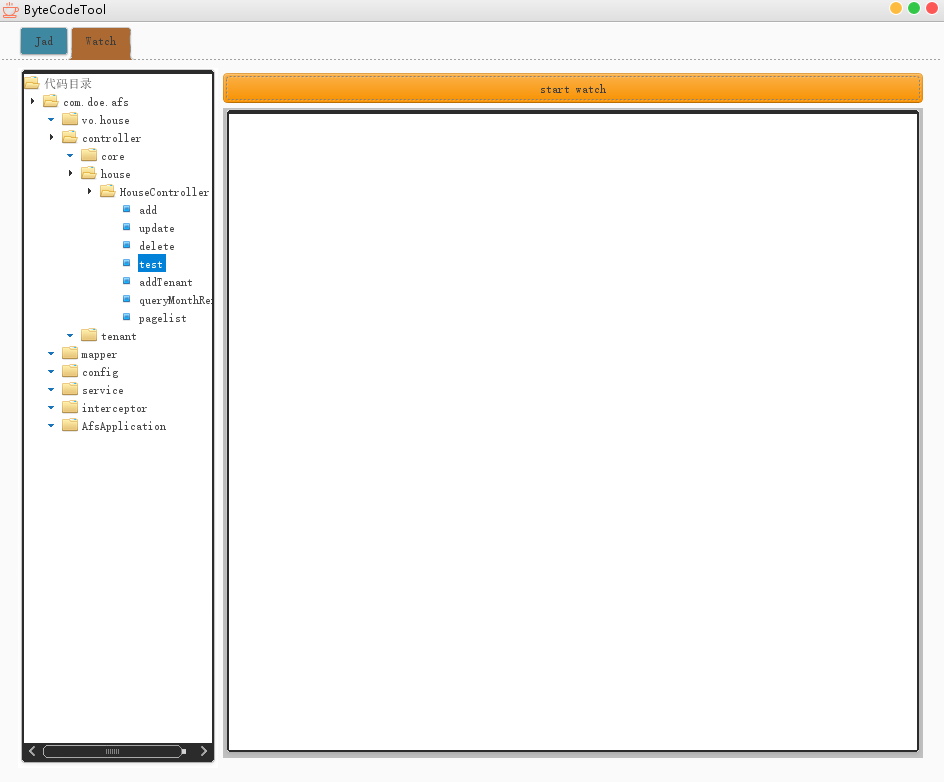 ByteCodeTool
Jad
Watch
代码目录
com.doe.afs
vo.house
controller
core
house
HouseController
add
update
delete
test
addTenant
pagelist
tenant
mapper
config
service
interceptor
AfsApplication
start watch